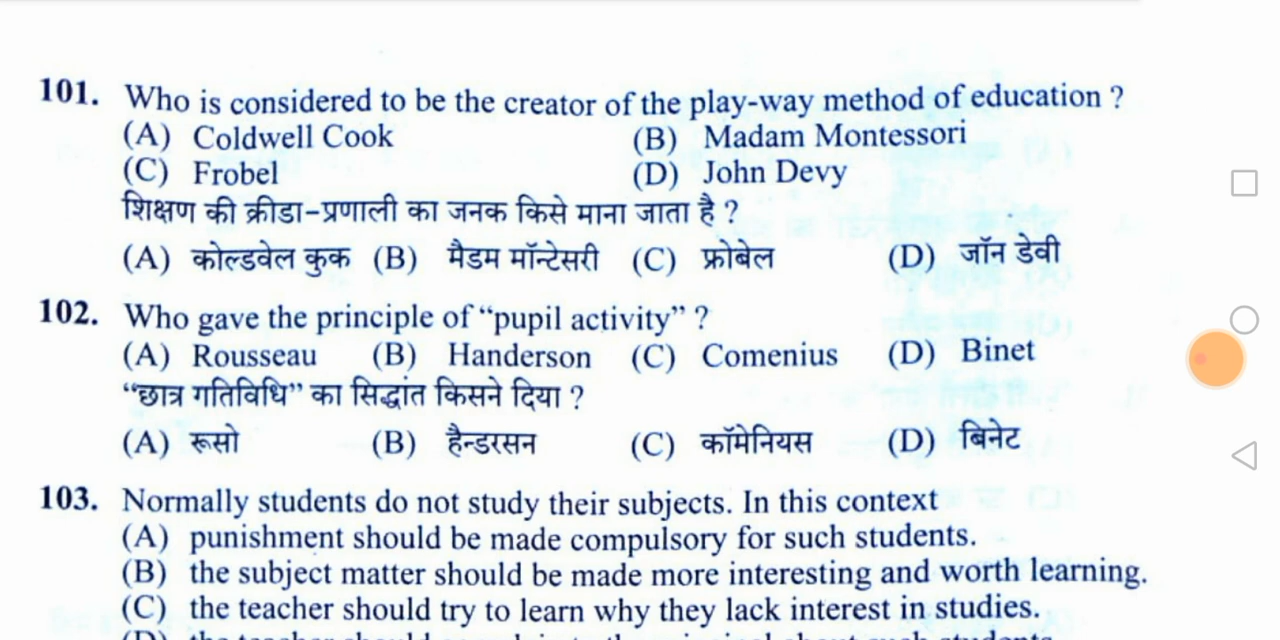 101. Who is considered to be the creator of the play-way method of education ?
(A) Coldwell Cook (B) Madam Montessori
(C) Frobel (D) John Devy
शिक्षण की क्रीडा-प्रणाली का जनक किसे माना जाता है ?
(A) कोल्डवेल कुक (B) मैडम मॉन्टेसरी (C) फ्रोबेल (D) जॉन डेवी
102. Who gave the principle of “pupil activity” ?
(A) Rousseau (B) Handerson (C) Comenius (D) Binet
“छात्र गतिविधि” का सिद्धांत किसने दिया ?
(A) रूसो (B) हैन्डरसन (C) कॉमेनियस (D) बिनेट
103. Normally students do not study their subjects. In this context
(A) punishment should be made compulsory for such students.
(B) the subject matter should be made more interesting and worth learning.
(C) the teacher should try to learn why they lack interest in studies.